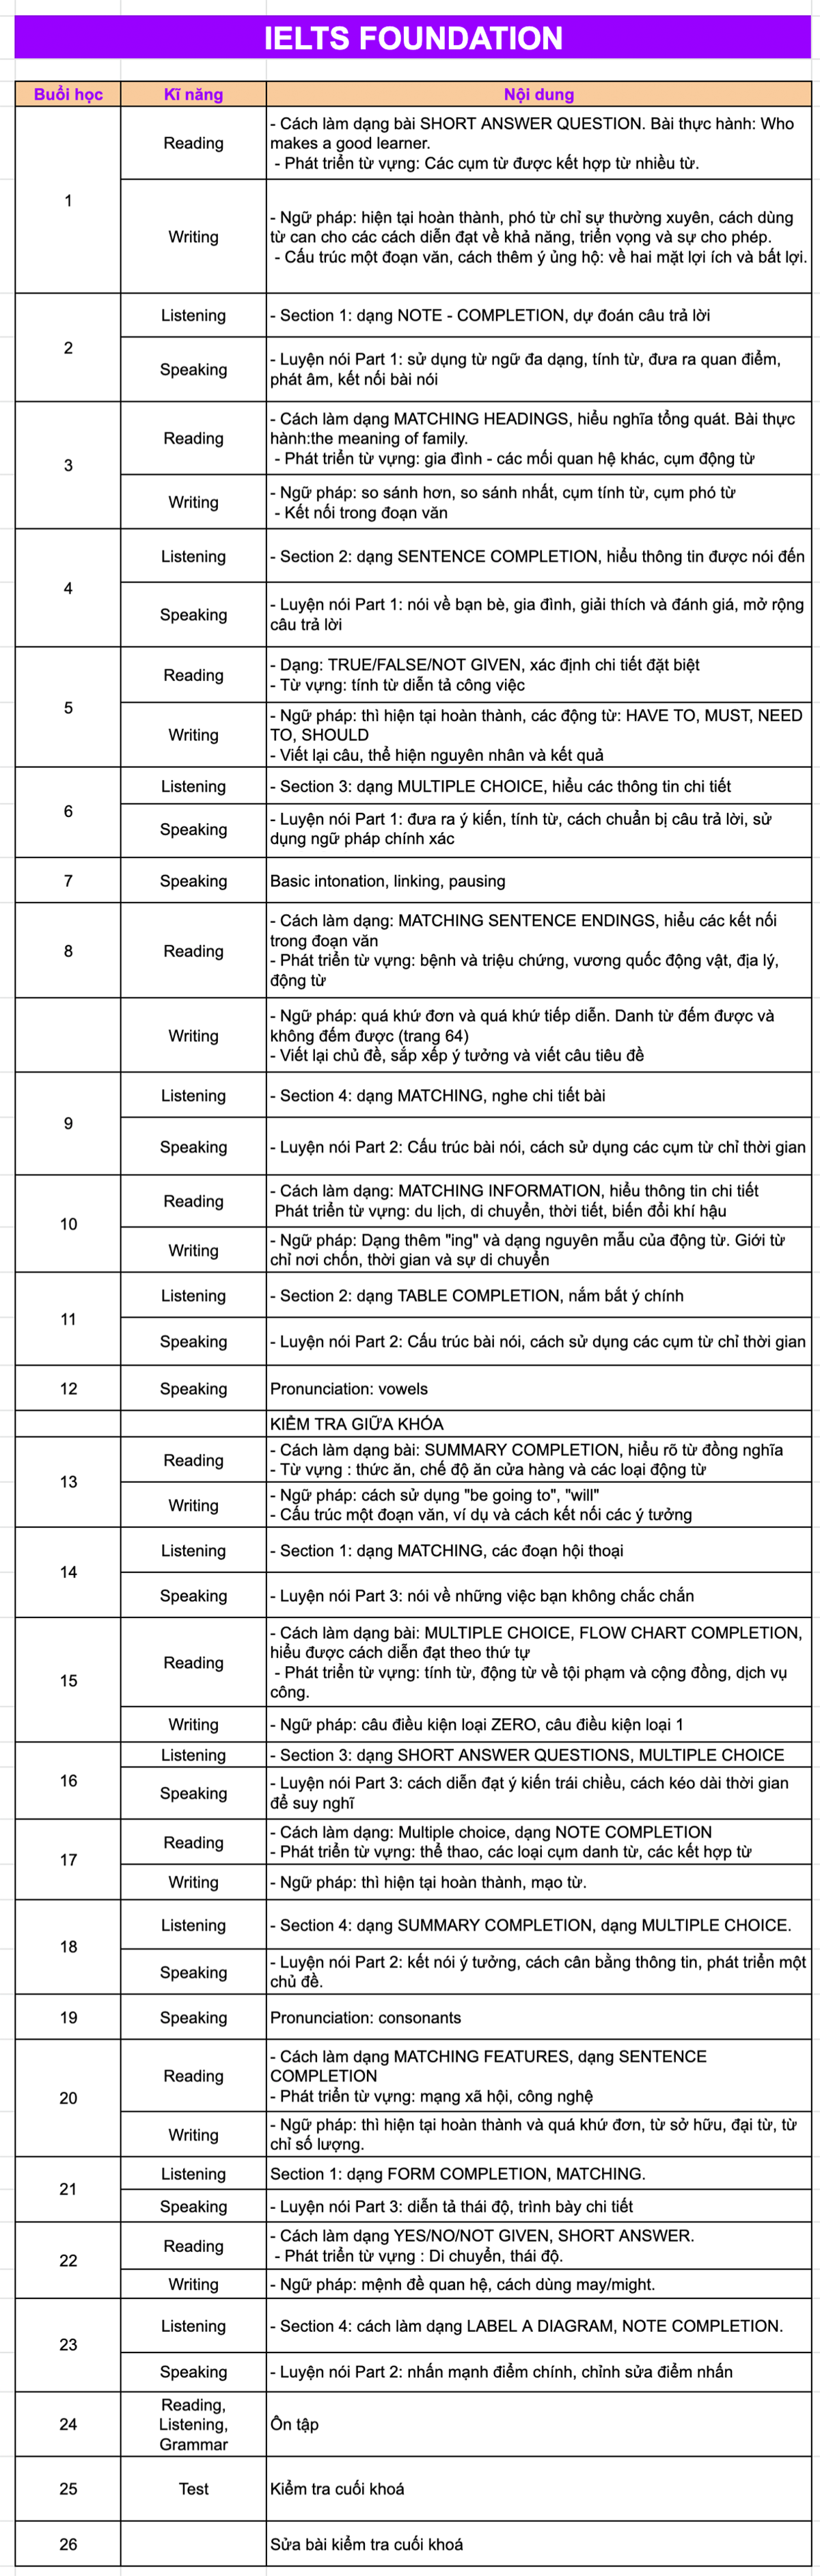 IELTS FOUNDATION
Buổi học Kĩ năng Nội dung
1
Reading
- Cách làm dạng bài SHORT ANSWER QUESTION. Bài thực hành: Who
makes a good learner.
- Phát triển từ vựng: Các cụm từ được kết hợp từ nhiều từ.
Writing
- Ngữ pháp: hiện tại hoàn thành, phó từ chỉ sự thường xuyên, cách dùng
từ can cho các cách diễn đạt về khả năng, triển vọng và sự cho phép.
- Cấu trúc một đoạn văn, cách thêm ý ủng hộ: về hai mặt lợi ích và bất lợi.
2
Listening
- Section 1: dạng NOTE - COMPLETION, dự đoán câu trả lời
Speaking
- Luyện nói Part 1: sử dụng từ ngữ đa dạng, tính từ, đưa ra quan điểm,
phát âm, kết nối bài nói
3
Reading
- Cách làm dạng MATCHING HEADINGS, hiểu nghĩa tổng quát. Bài thực
hành:the meaning of family.
- Phát triển từ vựng: gia đình - các mối quan hệ khác, cụm động từ
Writing
- Ngữ pháp: so sánh hơn, so sánh nhất, cụm tính từ, cụm phó từ
- Kết nối trong đoạn văn
4
Listening
- Section 2: dạng SENTENCE COMPLETION, hiểu thông tin được nói đến
Speaking
- Luyện nói Part 1: nói về bạn bè, gia đình, giải thích và đánh giá, mở rộng
câu trả lời
5
Reading
- Dạng: TRUE/FALSE/NOT GIVEN, xác định chi tiết đặt biệt
- Từ vựng: tính từ diễn tả công việc
Writing
- Ngữ pháp: thì hiện tại hoàn thành, các động từ: HAVE TO, MUST, NEED
TO, SHOULD
- Viết lại câu, thể hiện nguyên nhân và kết quả
6
Listening
- Section 3: dạng MULTIPLE CHOICE, hiểu các thông tin chi tiết
Speaking
- Luyện nói Part 1: đưa ra ý kiến, tính từ, cách chuẩn bị câu trả lời, sử
dụng ngữ pháp chính xác
7
Speaking
Basic intonation, linking, pausing
8
Reading
- Cách làm dạng: MATCHING SENTENCE ENDINGS, hiểu các kết nối
trong đoạn văn
- Phát triển từ vựng: bệnh và triệu chứng, vương quốc động vật, địa lý,
động từ
Writing
- Ngữ pháp: quá khứ đơn và quá khứ tiếp diễn. Danh từ đếm được và
không đếm được (trang 64)
- Viết lại chủ đề, sắp xếp ý tưởng và viết câu tiêu đề
9
Listening
- Section 4: dạng MATCHING, nghe chi tiết bài
Speaking
- Luyện nói Part 2: Cấu trúc bài nói, cách sử dụng các cụm từ chỉ thời gian
10
Reading
- Cách làm dạng: MATCHING INFORMATION, hiểu thông tin chi tiết
Phát triển từ vựng: du lịch, di chuyển, thời tiết, biến đổi khí hậu
Writing
- Ngữ pháp: Dạng thêm "ing" và dạng nguyên mẫu của động từ. Giới từ
chỉ nơi chốn, thời gian và sự di chuyển
11
Listening
- Section 2: dạng TABLE COMPLETION, nắm bắt ý chính
Speaking
- Luyện nói Part 2: Cấu trúc bài nói, cách sử dụng các cụm từ chỉ thời gian
12
Speaking
Pronunciation: vowels
KIỂM TRA GIỮA KHÓA
13
Reading
- Cách làm dạng bài: SUMMARY COMPLETION, hiểu rõ từ đồng nghĩa
- Từ vựng : thức ăn, chế độ ăn cửa hàng và các loại động từ
Writing
- Ngữ pháp: cách sử dụng "be going to", "will"
- Cấu trúc một đoạn văn, ví dụ và cách kết nối các ý tưởng
14
Listening
- Section 1: dạng MATCHING, các đoạn hội thoại
Speaking
- Luyện nói Part 3: nói về những việc bạn không chắc chắn
15
Reading
- Cách làm dạng bài: MULTIPLE CHOICE, FLOW CHART COMPLETION,
hiểu được cách diễn đạt theo thứ tự
- Phát triển từ vựng: tính từ, động từ về tội phạm và cộng đồng, dịch vụ
công.
Writing
- Ngữ pháp: câu điều kiện loại ZERO, câu điều kiện loại 1
16
Listening
- Section 3: dạng SHORT ANSWER QUESTIONS, MULTIPLE CHOICE
Speaking
- Luyện nói Part 3: cách diễn đạt ý kiến trái chiều, cách kéo dài thời gian
để suy nghĩ
17
Reading
- Cách làm dạng: Multiple choice, dạng NOTE COMPLETION
- Phát triển từ vựng: thể thao, các loại cụm danh từ, các kết hợp từ
Writing
- Ngữ pháp: thì hiện tại hoàn thành, mạo từ.
18
Listening
- Section 4: dạng SUMMARY COMPLETION, dạng MULTIPLE CHOICE.
Speaking
- Luyện nói Part 2: kết nói ý tưởng, cách cân bằng thông tin, phát triển một
chủ đề.
19
Speaking
Pronunciation: consonants
20
Reading
- Cách làm dạng MATCHING FEATURES, dạng SENTENCE
COMPLETION
- Phát triển từ vựng: mạng xã hội, công nghệ
Writing
- Ngữ pháp: thì hiện tại hoàn thành và quá khứ đơn, từ sở hữu, đại từ, từ
chỉ số lượng.
21
Listening
Section 1: dạng FORM COMPLETION, MATCHING.
Speaking
- Luyện nói Part 3: diễn tả thái độ, trình bày chi tiết
22
Reading
- Cách làm dạng YES/NO/NOT GIVEN, SHORT ANSWER.
- Phát triển từ vựng : Di chuyển, thái độ.
Writing
- Ngữ pháp: mệnh đề quan hệ, cách dùng may/might.
23
Listening
- Section 4: cách làm dạng LABEL A DIAGRAM, NOTE COMPLETION.
Speaking
- Luyện nói Part 2: nhấn mạnh điểm chính, chỉnh sửa điểm nhấn
24
Reading,
Listening,
Grammar
Ôn tập
25
Test
Kiểm tra cuối khoá
26
Sửa bài kiểm tra cuối khoá